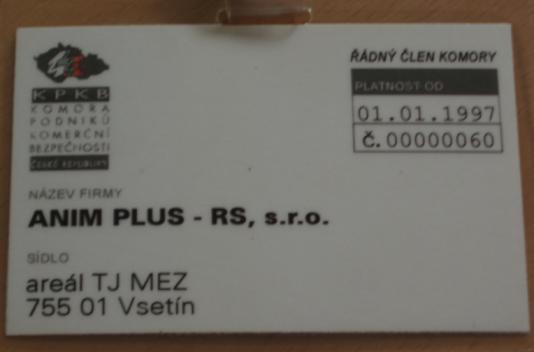 ŘÁDNÝ ČLEN KOMORY
PLATNOST OD
01.01.1997
Č. 00000060
KPKB
KOMORA
PODNIKŮ
KOMERČNÍ
BEZPEČNOSTI
ČESKÉ REPUBLIKY
NÁZEV FIRMY
ANIM PLUS - RS, s.r.o.
SÍDLO
areál TJ MEZ
755 01 Vsetín